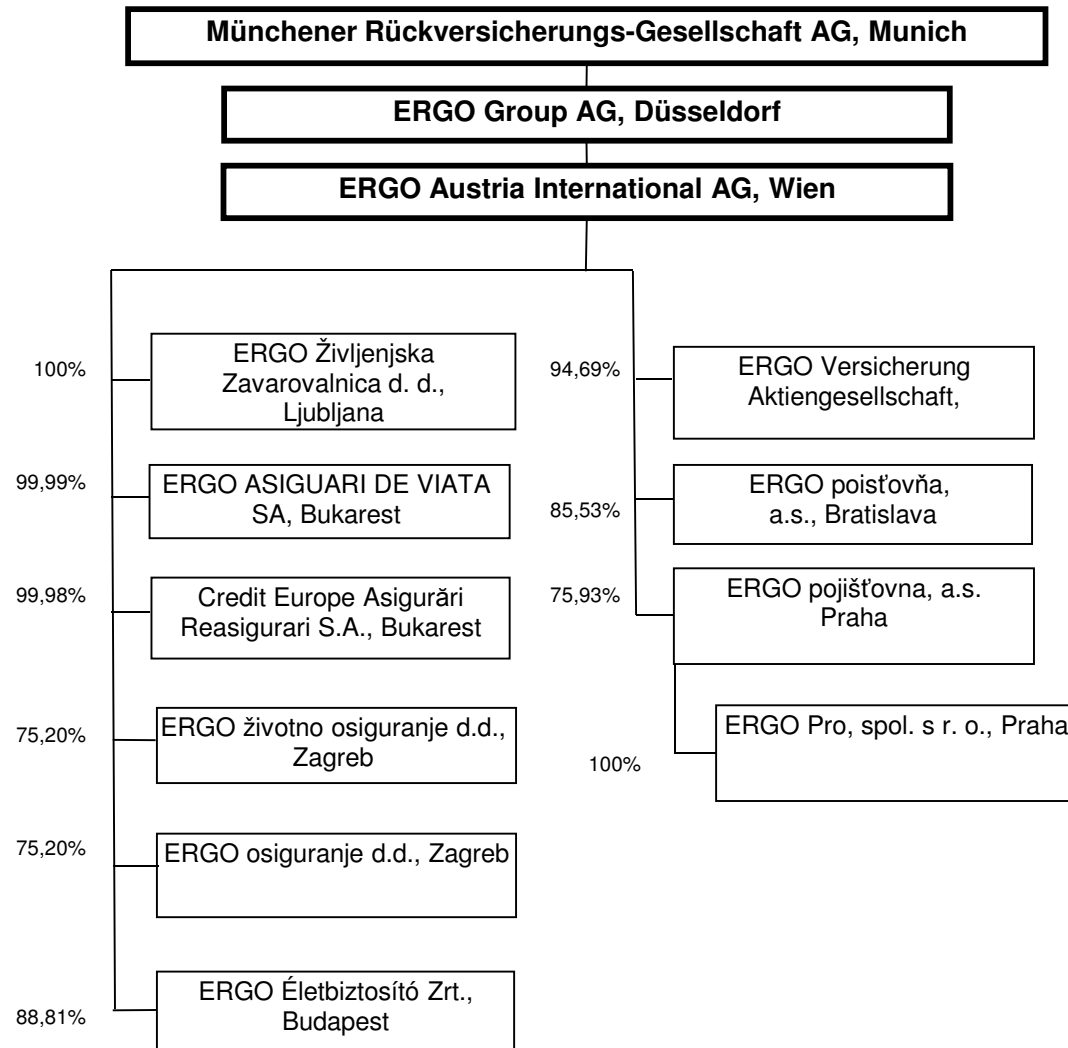 Münchener Rückversicherungs-Gesellschaft AG, Munich
ERGO Group AG, Düsseldorf
ERGO Austria International AG, Wien
100%
ERGO Življenjska
Zavarovalnica d. d.,
Ljubljana
99,99%
ERGO ASIGUARI DE VIATA
SA, Bukarest
99,98%
Credit Europe Asigurări
Reasigurari S.A., Bukarest
75,20%
ERGO životno osiguranje d.d.,
Zagreb
75,20%
ERGO osiguranje d.d., Zagreb
88,81%
ERGO Életbiztosító Zrt.,
Budapest
94,69%
ERGO Versicherung
Aktiengesellschaft,
85,53%
ERGO poisťovňa,
a.s., Bratislava
75,93%
ERGO pojišťovna, a.s.
Praha
100%
ERGO Pro, spol. s r. o., Praha